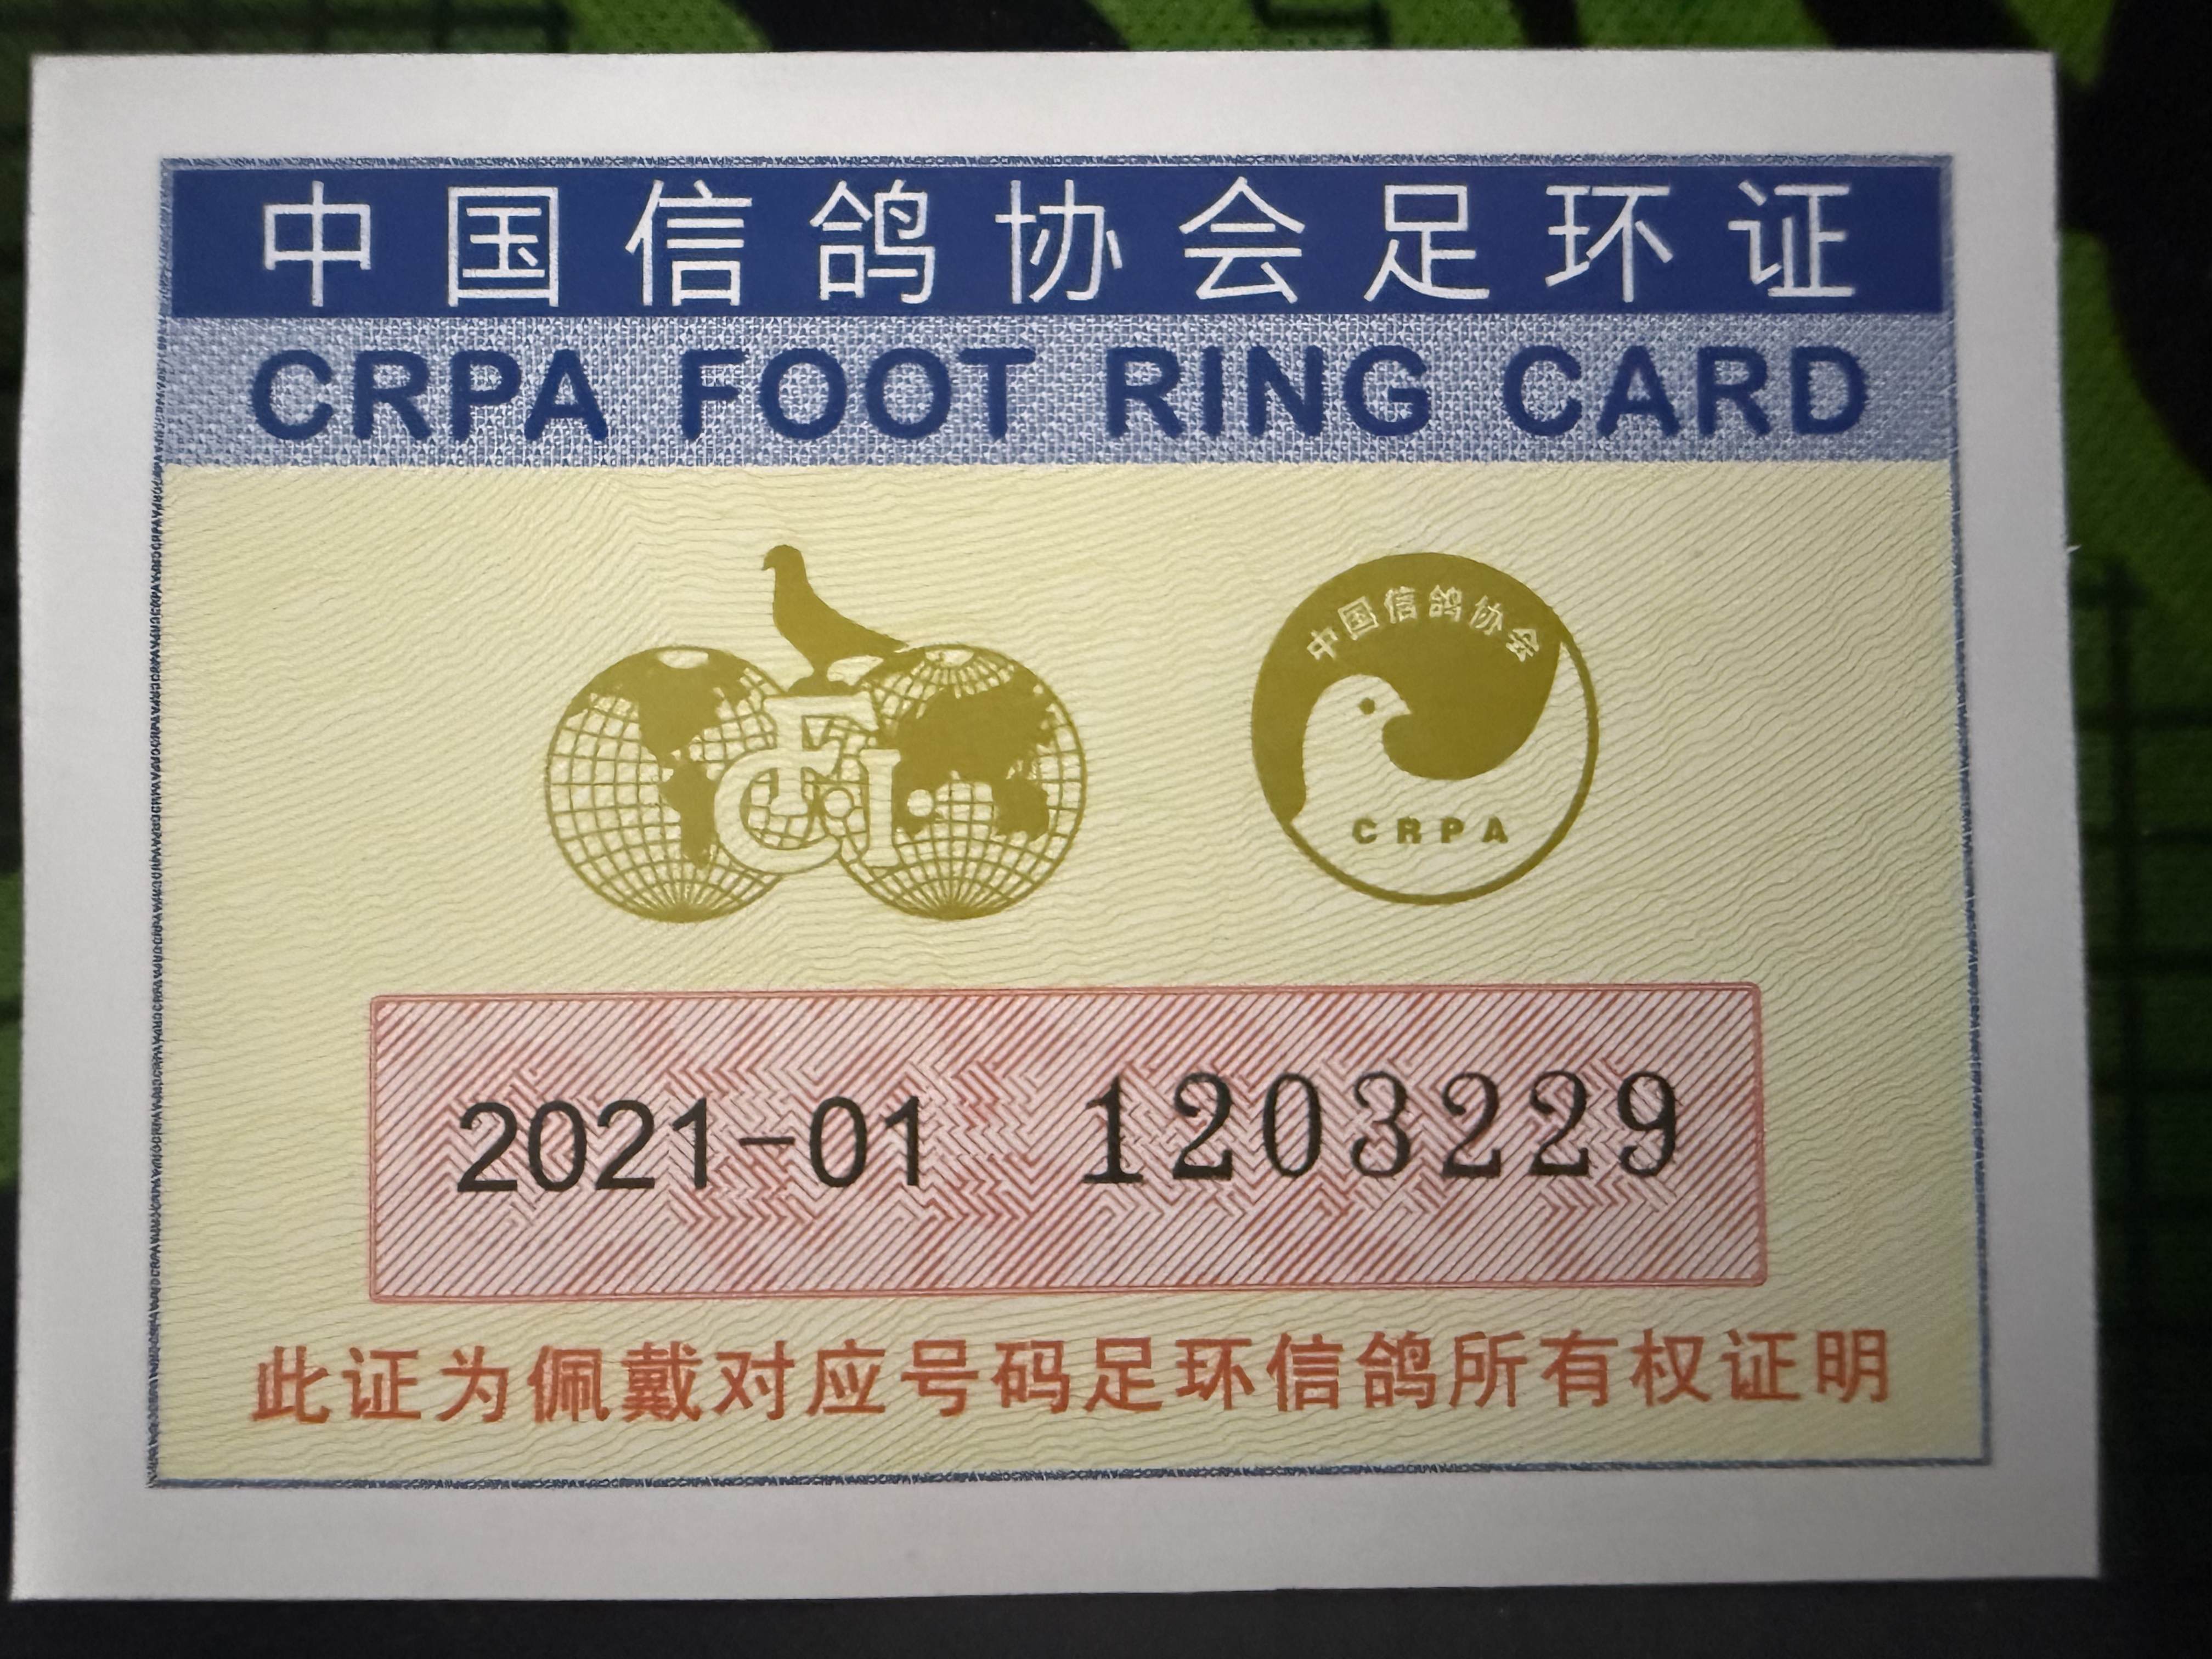 中国信鸽协会足环证
CRPA FOOT RING CARD
中国信鸽协会
CRPA
2021-01 1203229
此证为佩戴对应号码足环信鸽所有权证明